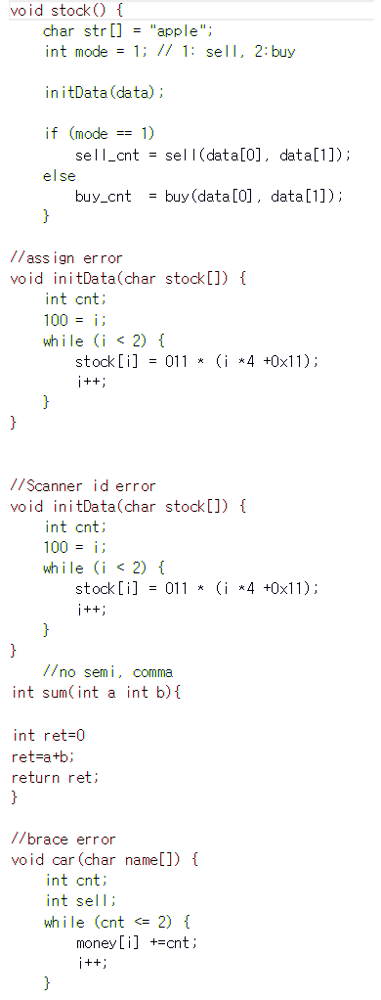 void stock() {
    char str[] = "apple";
    int mode = 1; // 1: sell, 2:buy

    initData(data);

    if (mode == 1)
        sell_cnt = sell(data[0], data[1]);
    else
        buy_cnt  = buy(data[0], data[1]);
    }

//assign error
void initData(char stock[]) {
    int cnt;
    100 = i;
    while (i < 2) {
        stock[i] = 011 * (i *4 +0x11);
        i++;
    }
}


//Scanner id error
void initData(char stock[]) {
    int cnt;
    100 = i;
    while (i < 2) {
        stock[i] = 011 * (i *4 +0x11);
        i++;
    }
}
    //no semi, comma
int sum(int a int b){

int ret=0
ret=a+b;
return ret;
}

//brace error
void car(char name[]) {
    int cnt;
    int sell;
    while (cnt <= 2) {
        money[i] +=cnt;
        i++;
    }